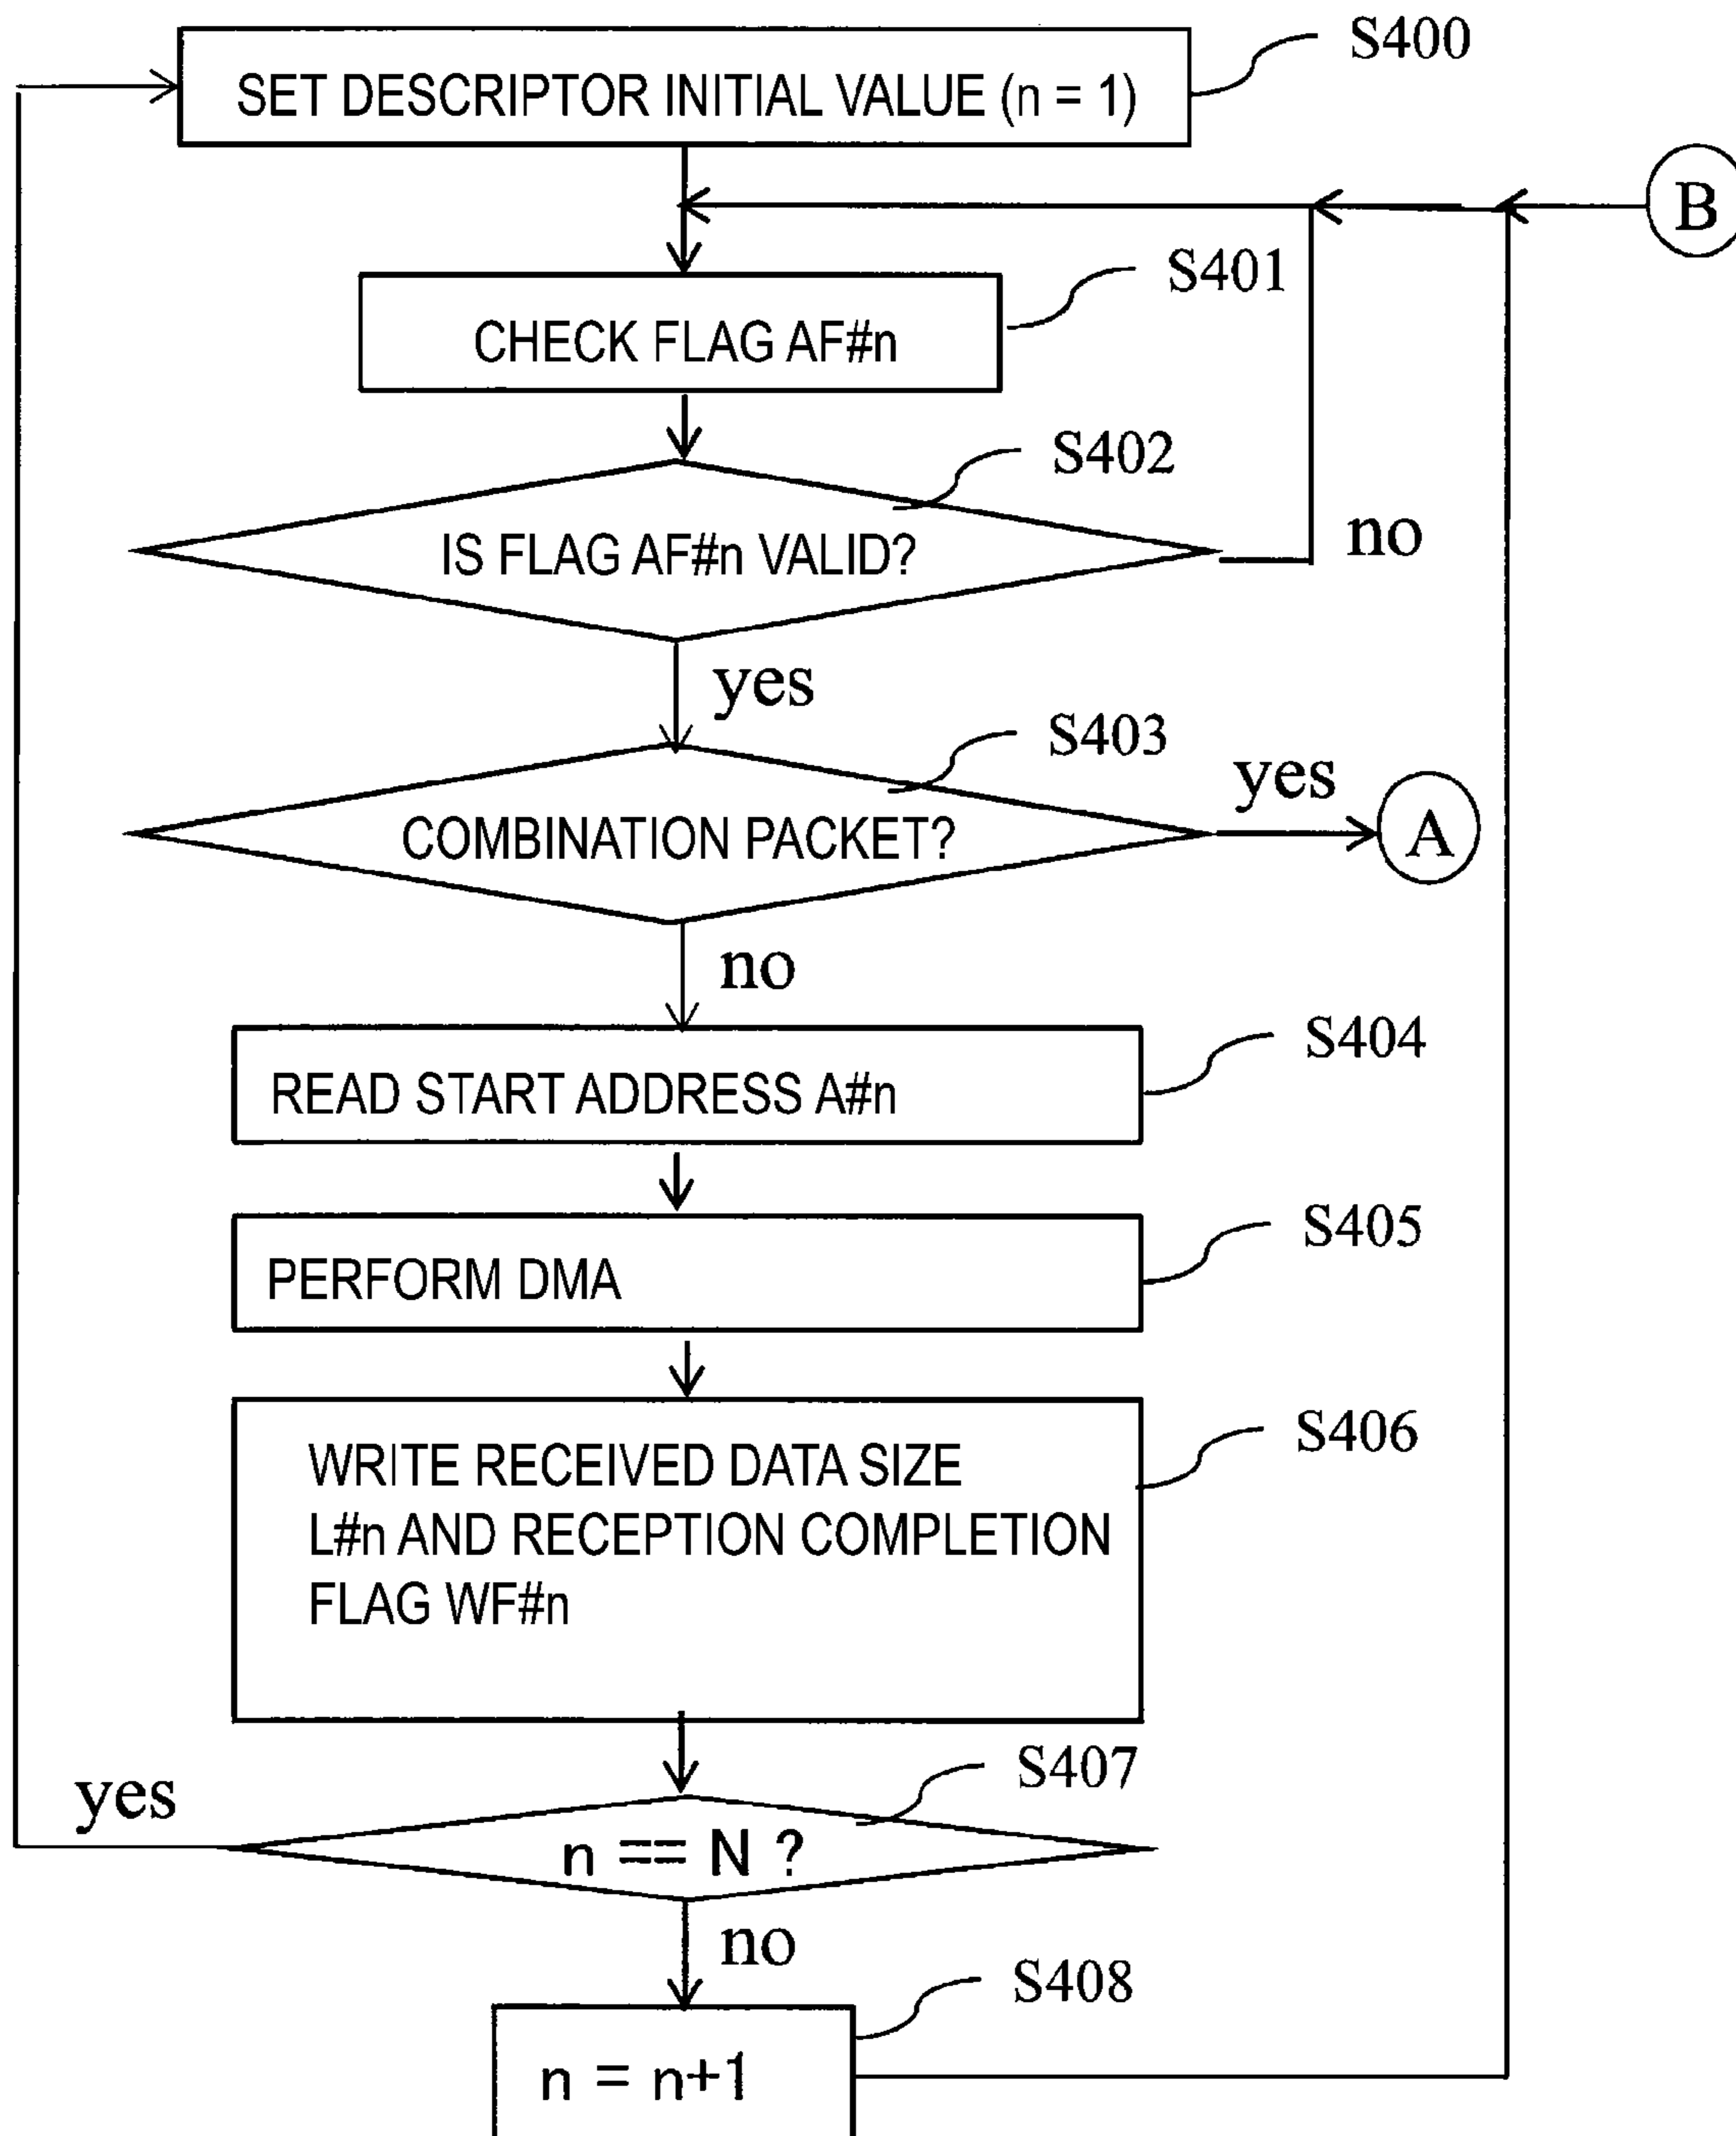 S400
SET DESCRIPTOR INITIAL VALUE (n = 1)
B
S401
CHECK FLAG AF#n
S402
IS FLAG AF#n VALID?
no
yes
S403
COMBINATION PACKET?
yes
A
no
S404
READ START ADDRESS A#n
S405
PERFORM DMA
S406
WRITE RECEIVED DATA SIZE
L#n AND RECEPTION COMPLETION
FLAG WF#n
S407
yes
n == N ?
no
S408
n = n+1